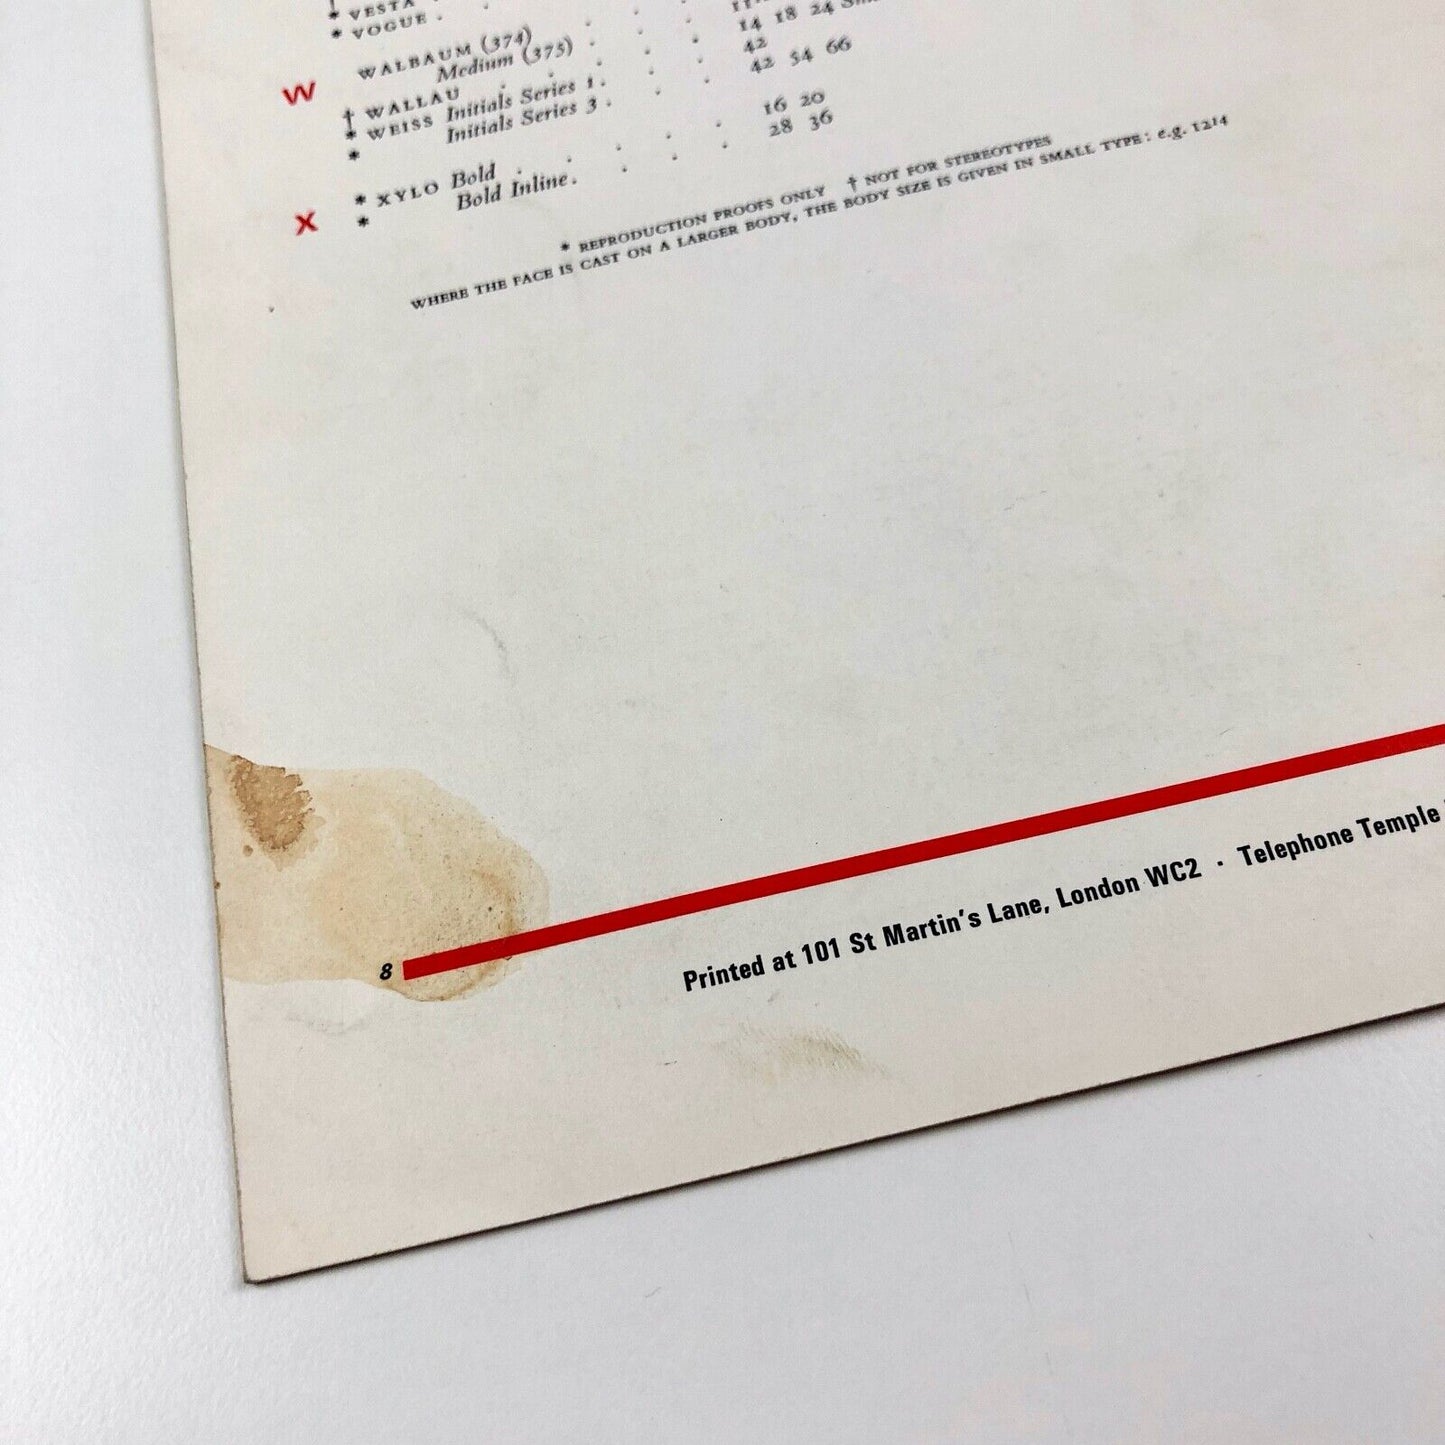 * VESTA
* VOGUE .
WALBAUM (374) 14 18 24
Medium (375)
W † WALLAU 42
* WEISS Initials Series 1. 42 54 66
* Initials Series 3 .
X * XYLO Bold 16 20
* Bold Inline. 28 36
* REPRODUCTION PROOFS ONLY † NOT FOR STEREOTYPES
WHERE THE FACE IS CAST ON A LARGER BODY, THE BODY SIZE IS GIVEN IN SMALL TYPE: e.g. 1214
8
Printed at 101 St Martin's Lane, London WC2 · Telephone Temple